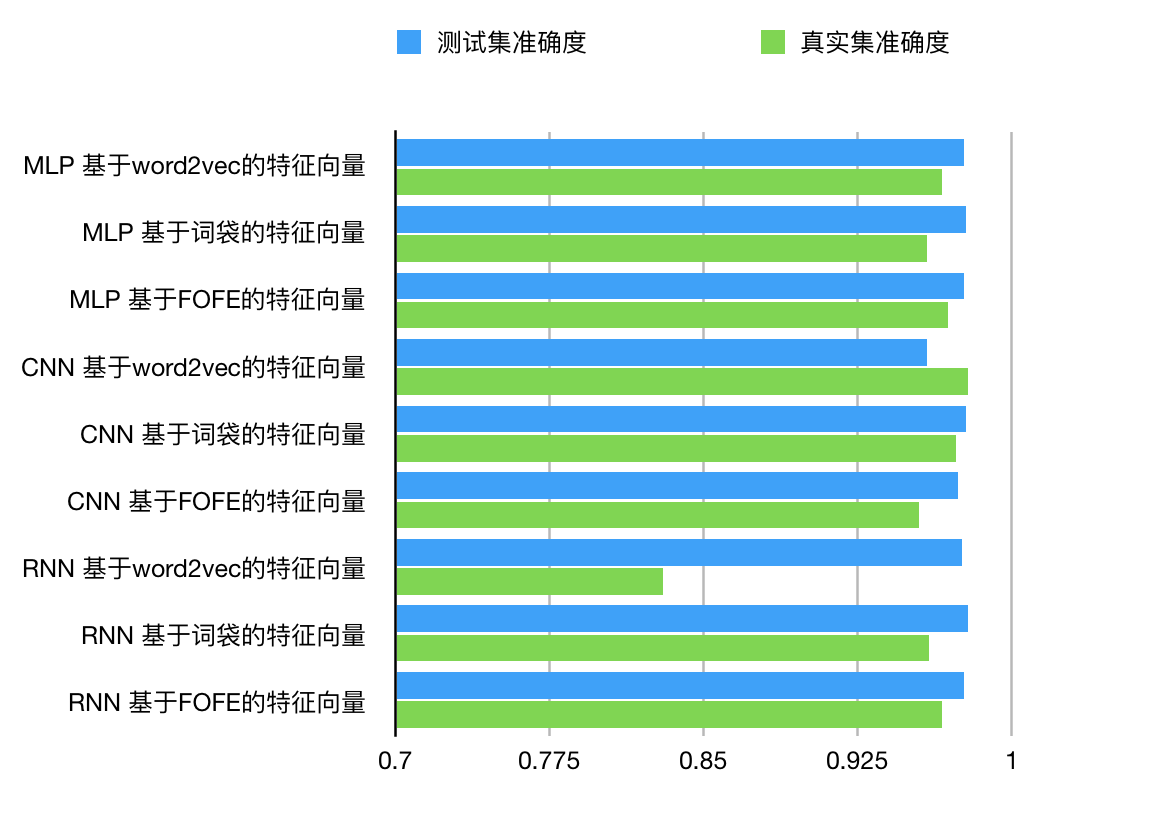 测试集准确度
真实集准确度
MLP 基于word2vec的特征向量
MLP 基于词袋的特征向量
MLP 基于FOFE的特征向量
CNN 基于word2vec的特征向量
CNN 基于词袋的特征向量
CNN 基于FOFE的特征向量
RNN 基于word2vec的特征向量
RNN 基于词袋的特征向量
RNN 基于FOFE的特征向量
0.7 0.775 0.85 0.925 1